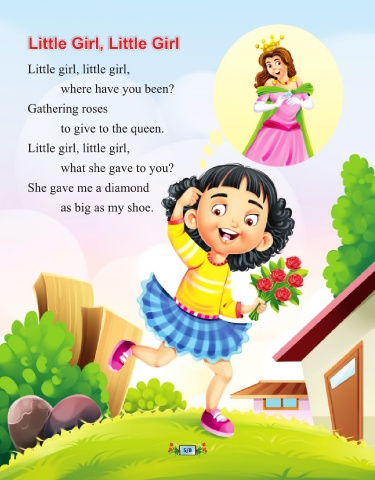 Little Girl, Little Girl
Little girl, little girl,
where have you been?
Gathering roses
to give to the queen.
Little girl, little girl,
what she gave to you?
She gave me a diamond
as big as my shoe.